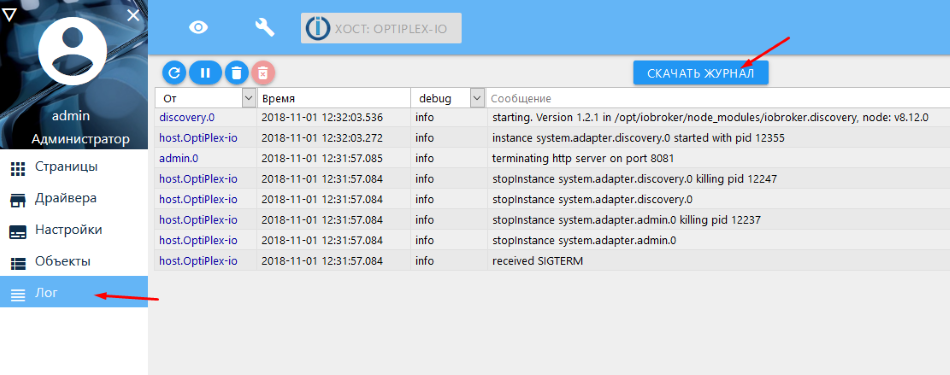 ХОСТ: OPTIPLEX-IO
admin
Администратор
Страницы
Драйвера
Настройки
Объекты
Лог
СКАЧАТЬ ЖУРНАЛ
От Время debug Сообщение
discovery.0 2018-11-01 12:32:03.536 info starting. Version 1.2.1 in /opt/iobroker/node_modules/iobroker.discovery, node: v8.12.0
host.OptiPlex-io 2018-11-01 12:32:03.272 info instance system.adapter.discovery.0 started with pid 12355
admin.0 2018-11-01 12:31:57.085 info terminating http server on port 8081
host.OptiPlex-io 2018-11-01 12:31:57.084 info stopInstance system.adapter.discovery.0 killing pid 12247
host.OptiPlex-io 2018-11-01 12:31:57.084 info stopInstance system.adapter.discovery.0
host.OptiPlex-io 2018-11-01 12:31:57.084 info stopInstance system.adapter.admin.0 killing pid 12237
host.OptiPlex-io 2018-11-01 12:31:57.084 info stopInstance system.adapter.admin.0
host.OptiPlex-io 2018-11-01 12:31:57.084 info received SIGTERM